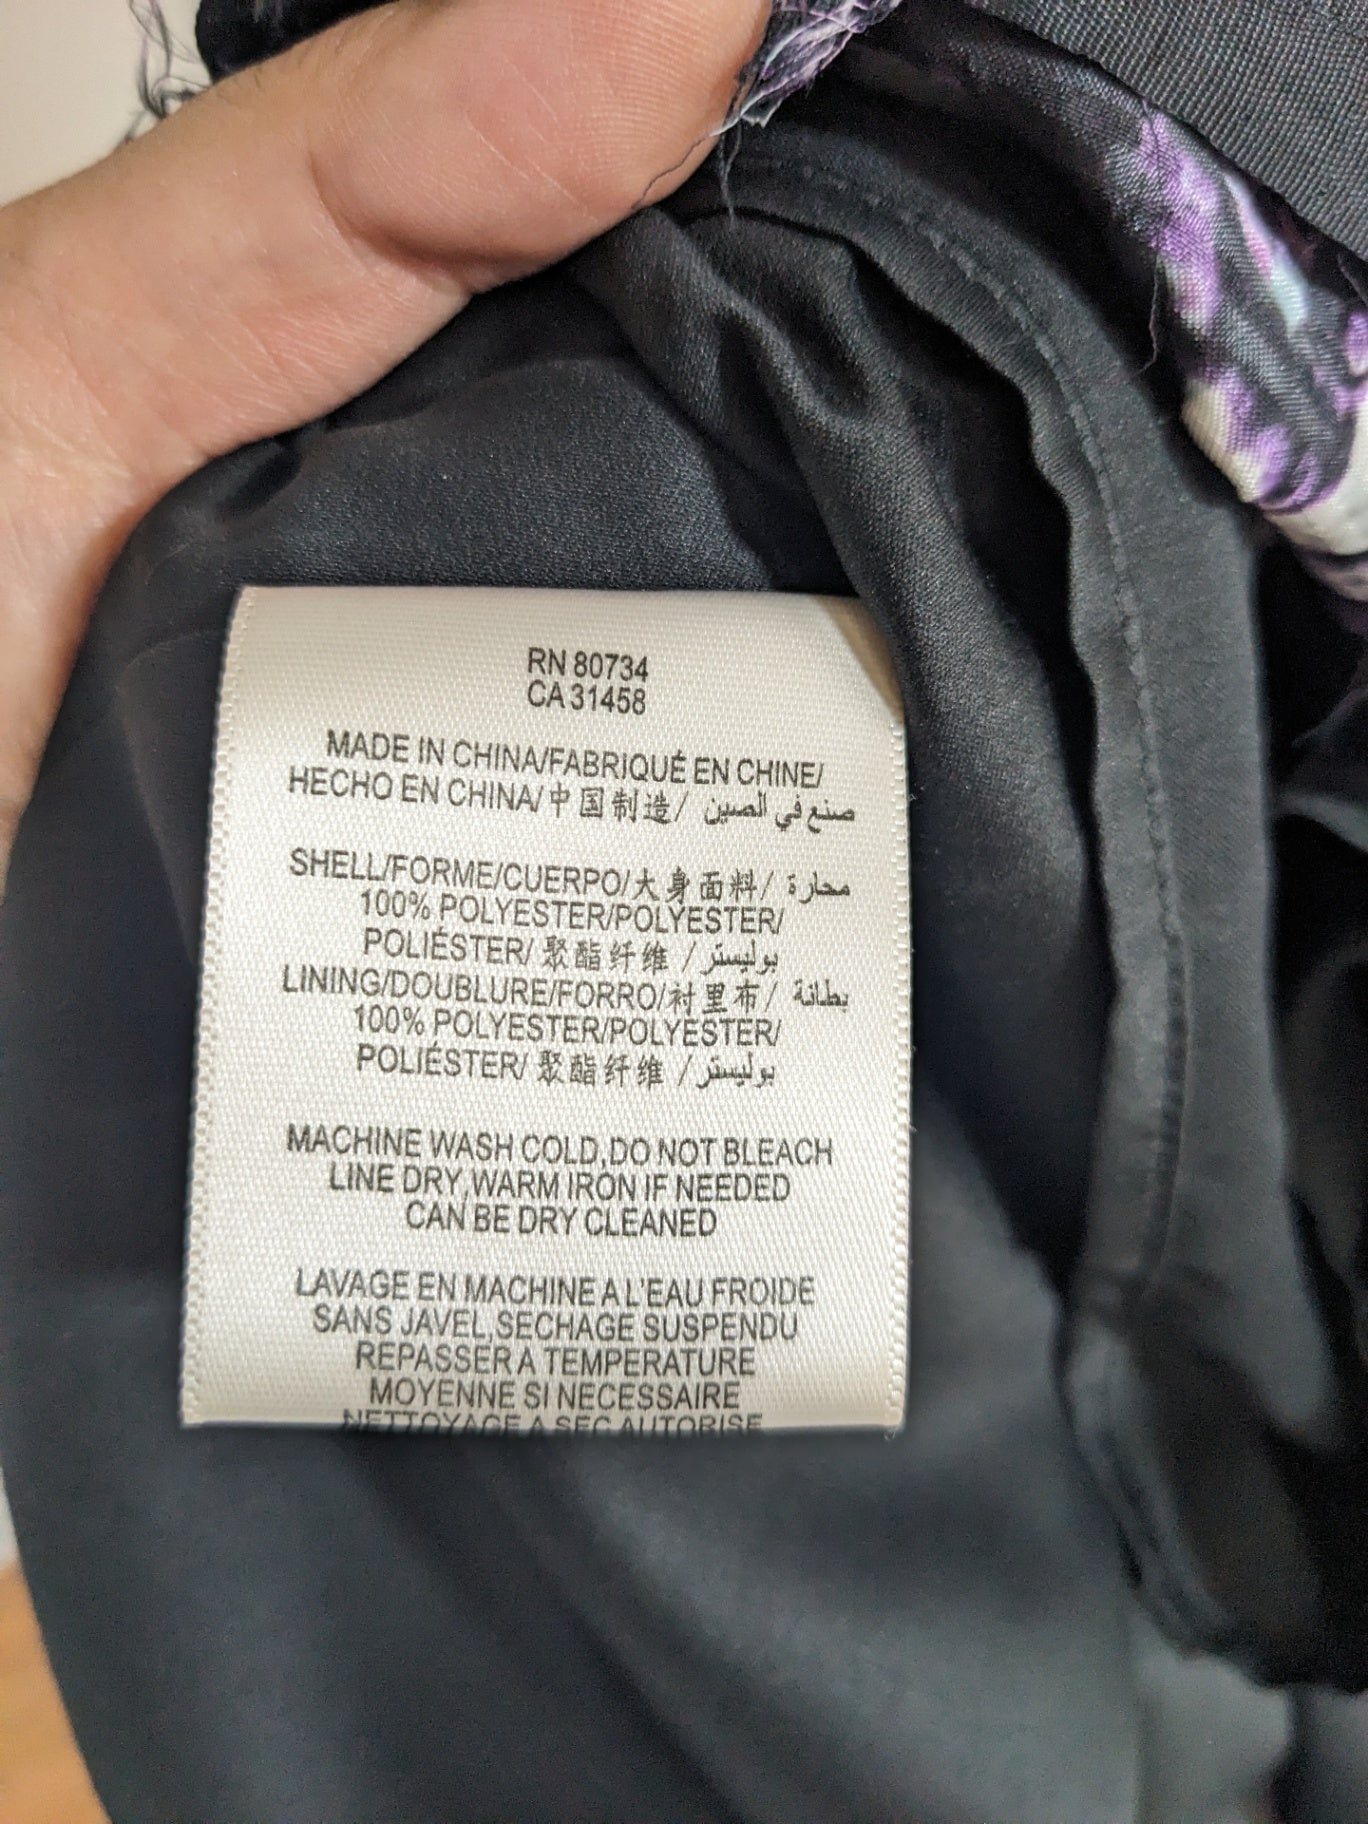 RN 80734
CA 31458
MADE IN CHINA/FABRIQUÉ EN CHINE/
HECHO EN CHINA/中国制造/ صنع في الصين
SHELL/FORME/CUERPO/大身面料/ محارة
100% POLYESTER/POLYESTER/
POLIÉSTER/ 聚酯纤维 / بوليستر
LINING/DOUBLURE/FORRO/衬里布/ بطانة
100% POLYESTER/POLYESTER/
POLIÉSTER/ 聚酯纤维 / بوليستر
MACHINE WASH COLD,DO NOT BLEACH
LINE DRY,WARM IRON IF NEEDED
CAN BE DRY CLEANED
LAVAGE EN MACHINE A L'EAU FROIDE
SANS JAVEL,SECHAGE SUSPENDU
REPASSER A TEMPERATURE
MOYENNE SI NECESSAIRE
NETTOYAGE A SEC AUTORISE